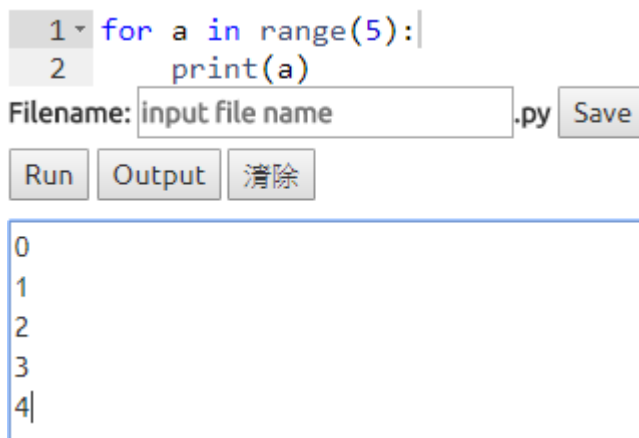 1 for a in range(5):
2     print(a)
Filename: input file name .py Save
Run Output 清除
0
1
2
3
4